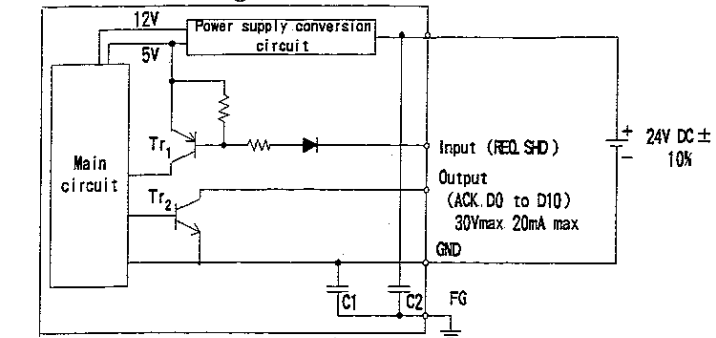 12V
Power supply conversion
circuit
5V
Tr1
Main
circuit
Input (REQ.SHD)
Output
(ACK.D0 to D10)
30Vmax 20mA max
Tr2
GND
C1
C2
FG
+
24V DC ±
−
10%